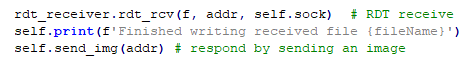 rdt_receiver.rdt_rcv(f, addr, self.sock)  # RDT receive
self.print(f'Finished writing received file {fileName}')
self.send_img(addr) # respond by sending an image